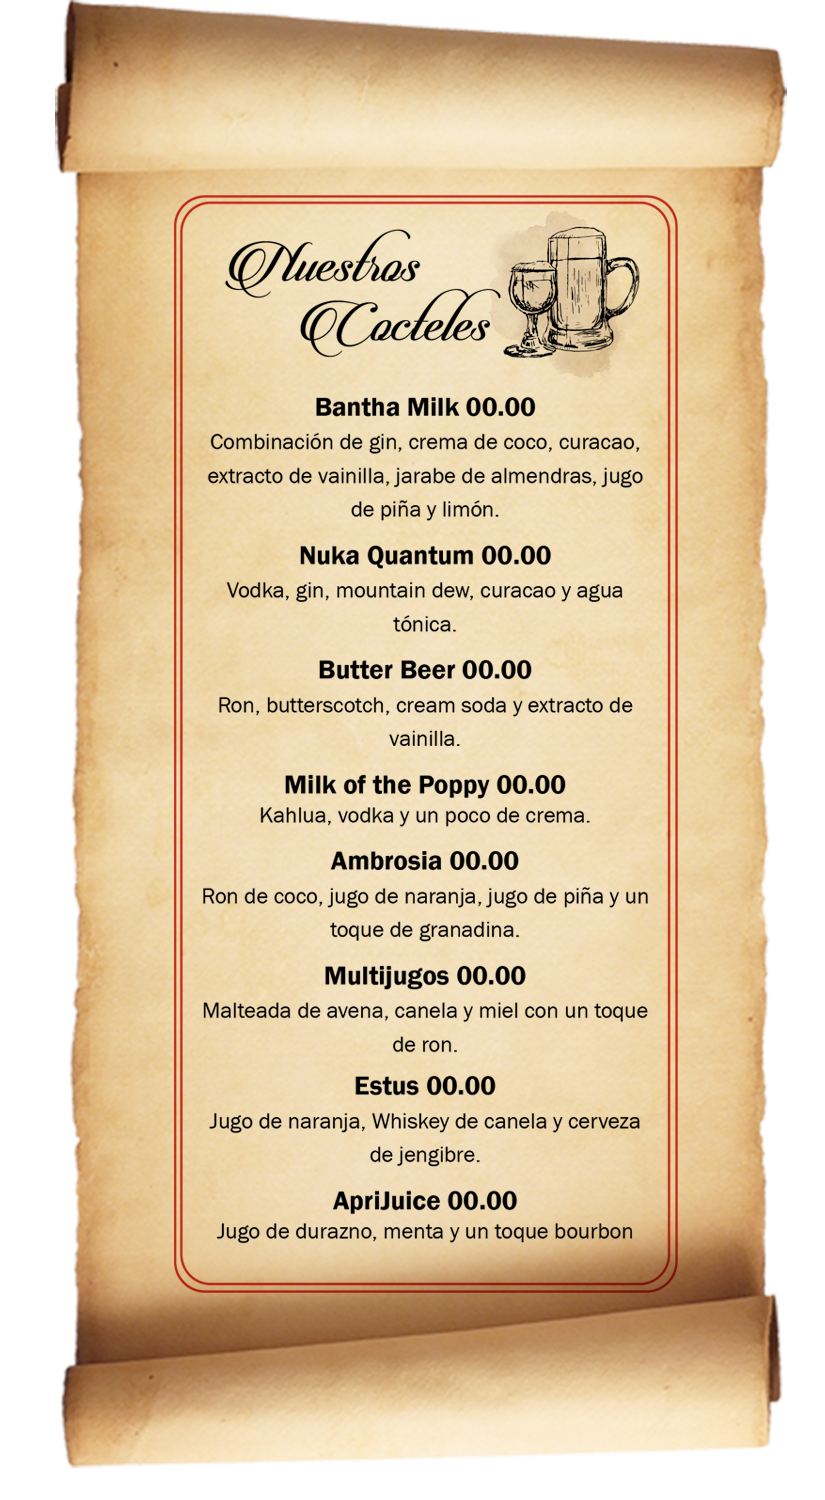 Nuestros
Cocteles
Bantha Milk 00.00
Combinación de gin, crema de coco, curacao,
extracto de vainilla, jarabe de almendras, jugo
de piña y limón.
Nuka Quantum 00.00
Vodka, gin, mountain dew, curacao y agua
tónica.
Butter Beer 00.00
Ron, butterscotch, cream soda y extracto de
vainilla.
Milk of the Poppy 00.00
Kahlua, vodka y un poco de crema.
Ambrosia 00.00
Ron de coco, jugo de naranja, jugo de piña y un
toque de granadina.
Multijugos 00.00
Malteada de avena, canela y miel con un toque
de ron.
Estus 00.00
Jugo de naranja, Whiskey de canela y cerveza
de jengibre.
ApriJuice 00.00
Jugo de durazno, menta y un toque bourbon